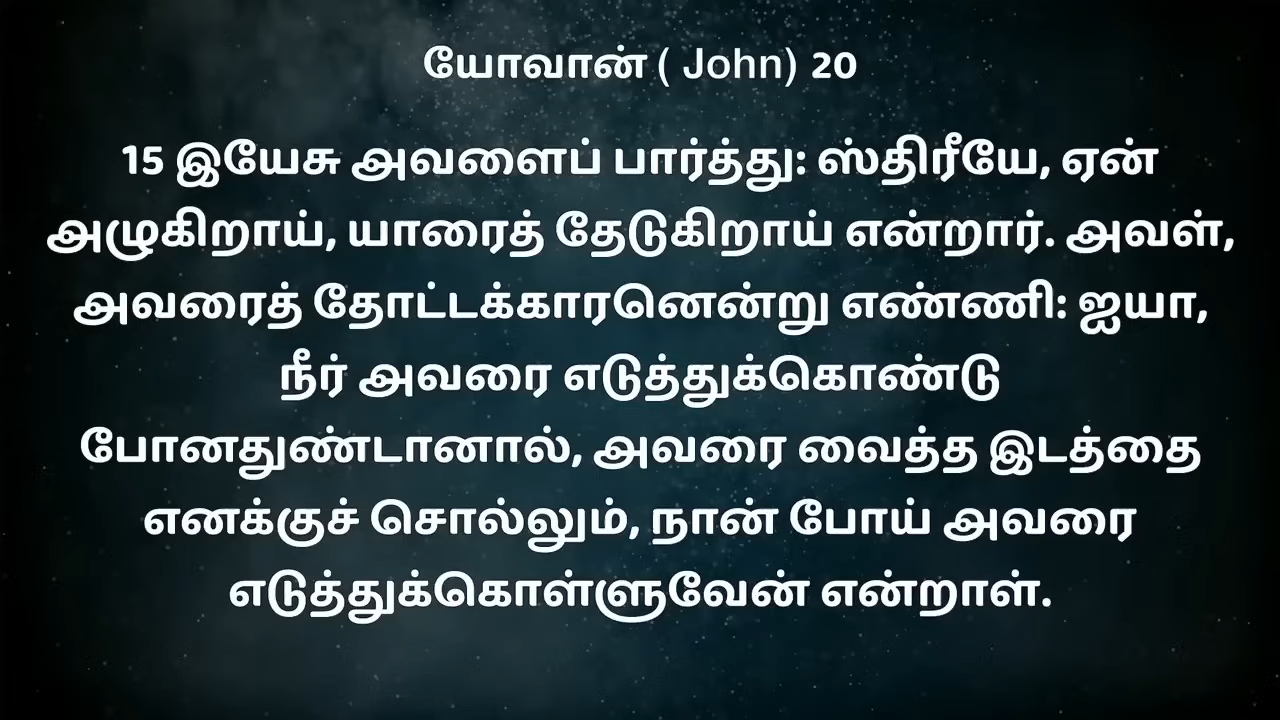 யோவான் ( John) 20
15 இயேசு அவளைப் பார்த்து: ஸ்திரீயே, ஏன்
அழுகிறாய், யாரைத் தேடுகிறாய் என்றார். அவள்,
அவரைத் தோட்டக்காரனென்று எண்ணி: ஐயா,
நீர் அவரை எடுத்துக்கொண்டு
போனதுண்டானால், அவரை வைத்த இடத்தை
எனக்குச் சொல்லும், நான் போய் அவரை
எடுத்துக்கொள்ளுவேன் என்றாள்.